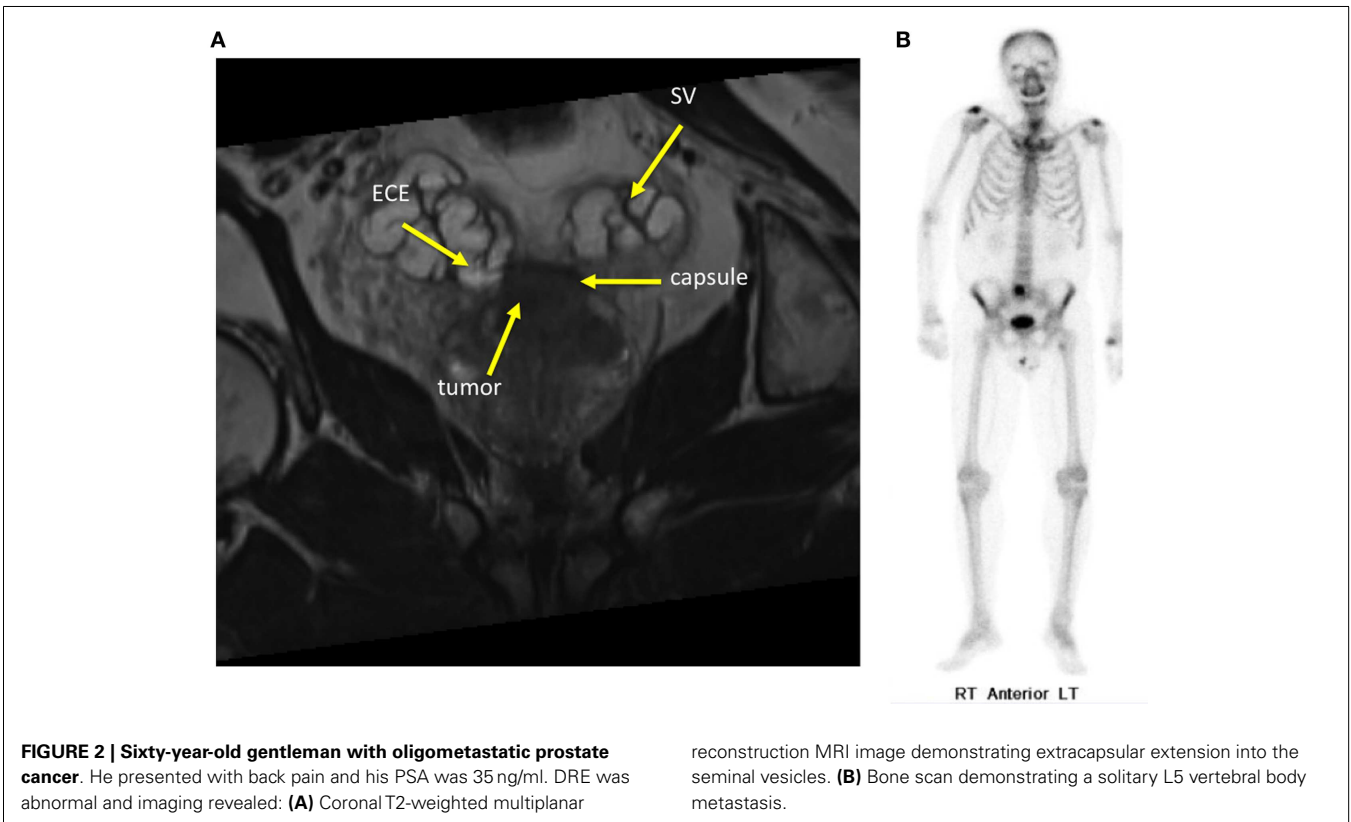 A
B
SV
ECE
capsule
tumor
RT Anterior LT
FIGURE 2 | Sixty-year-old gentleman with oligometastatic prostate
cancer. He presented with back pain and his PSA was 35 ng/ml. DRE was
abnormal and imaging revealed: (A) Coronal T2-weighted multiplanar
reconstruction MRI image demonstrating extracapsular extension into the
seminal vesicles. (B) Bone scan demonstrating a solitary L5 vertebral body
metastasis.